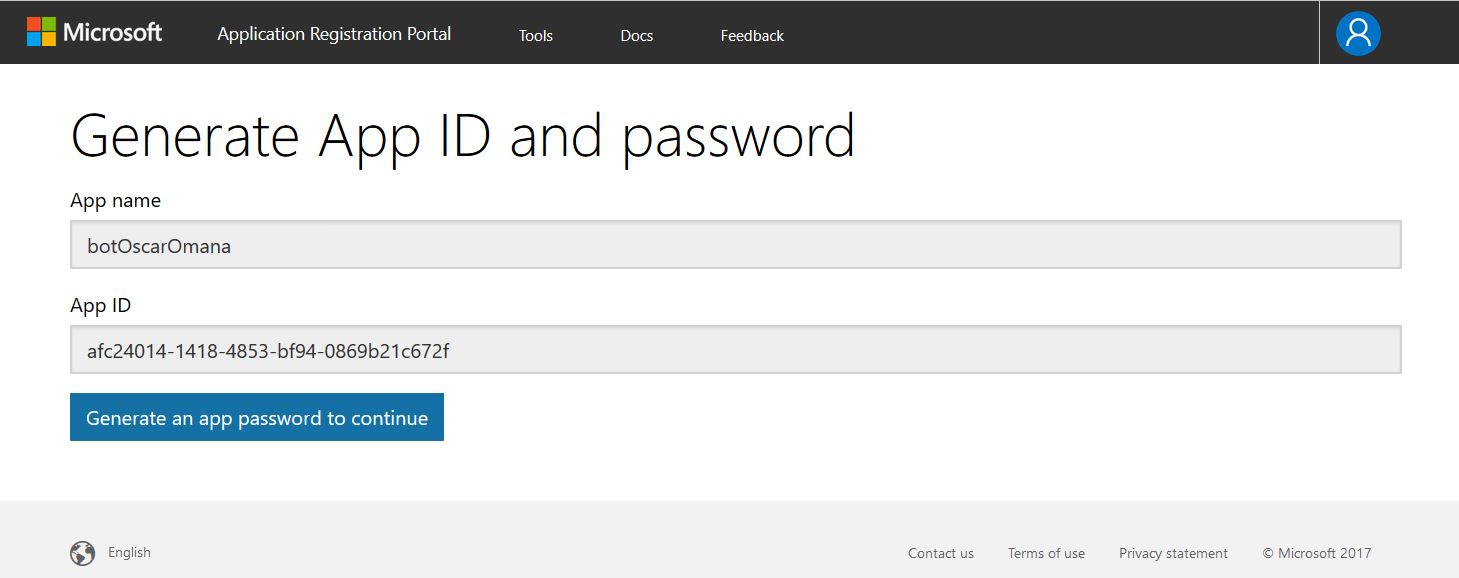 Microsoft Application Registration Portal Tools Docs Feedback
Generate App ID and password
App name
botOscarOmana
App ID
afc24014-1418-4853-bf94-0869b21c672f
Generate an app password to continue
English Contact us Terms of use Privacy statement © Microsoft 2017